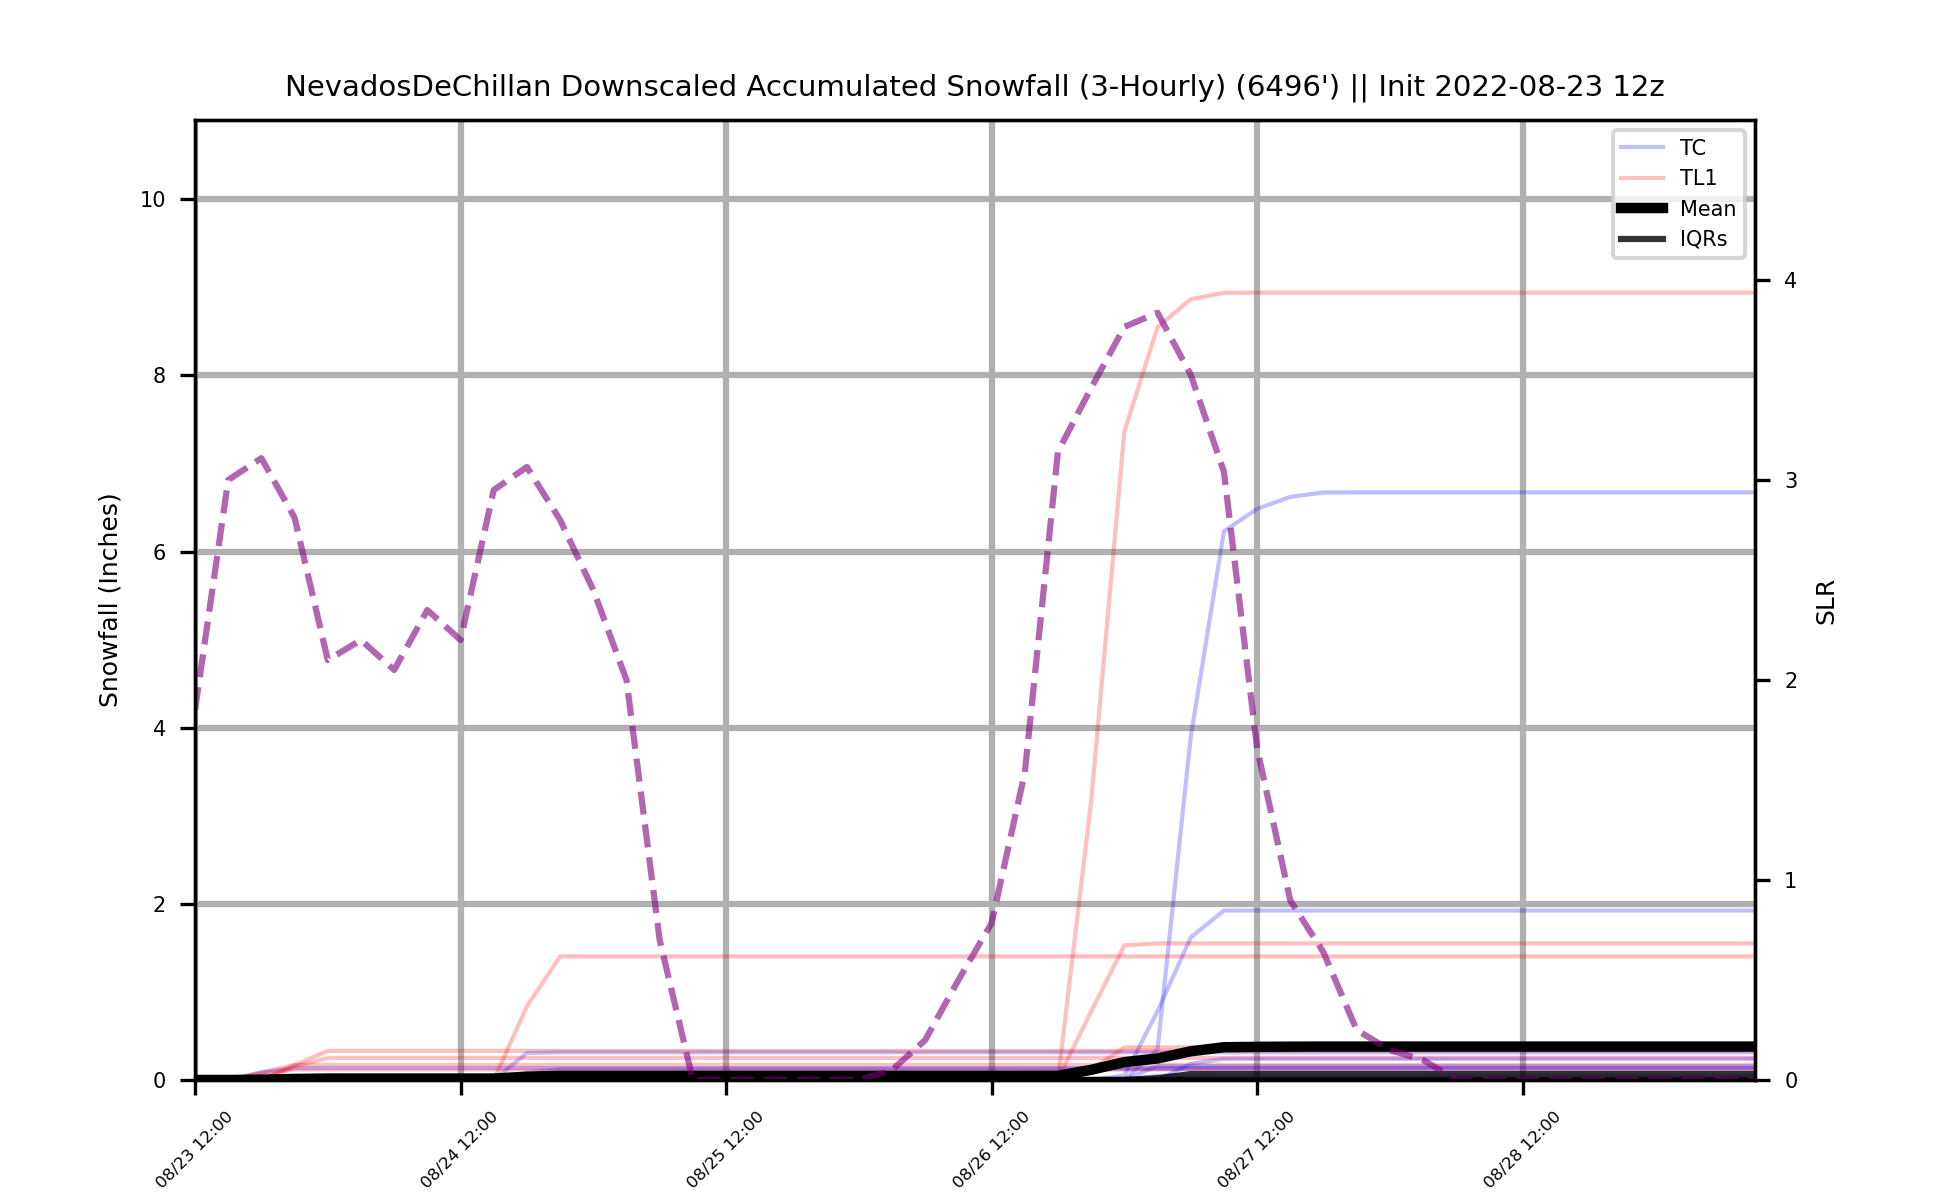 NevadosDeChillan Downscaled Accumulated Snowfall (3-Hourly) (6496') || Init 2022-08-23 12z
TC
TL1
Mean
IQRs
Snowfall (Inches)
10
8
6
4
2
0
SLR
4
3
2
1
0
08/23 12:00
08/24 12:00
08/25 12:00
08/26 12:00
08/27 12:00
08/28 12:00